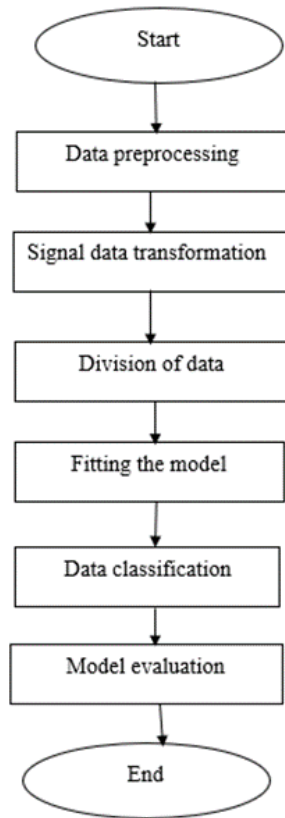 Start
Data preprocessing
Signal data transformation
Division of data
Fitting the model
Data classification
Model evaluation
End